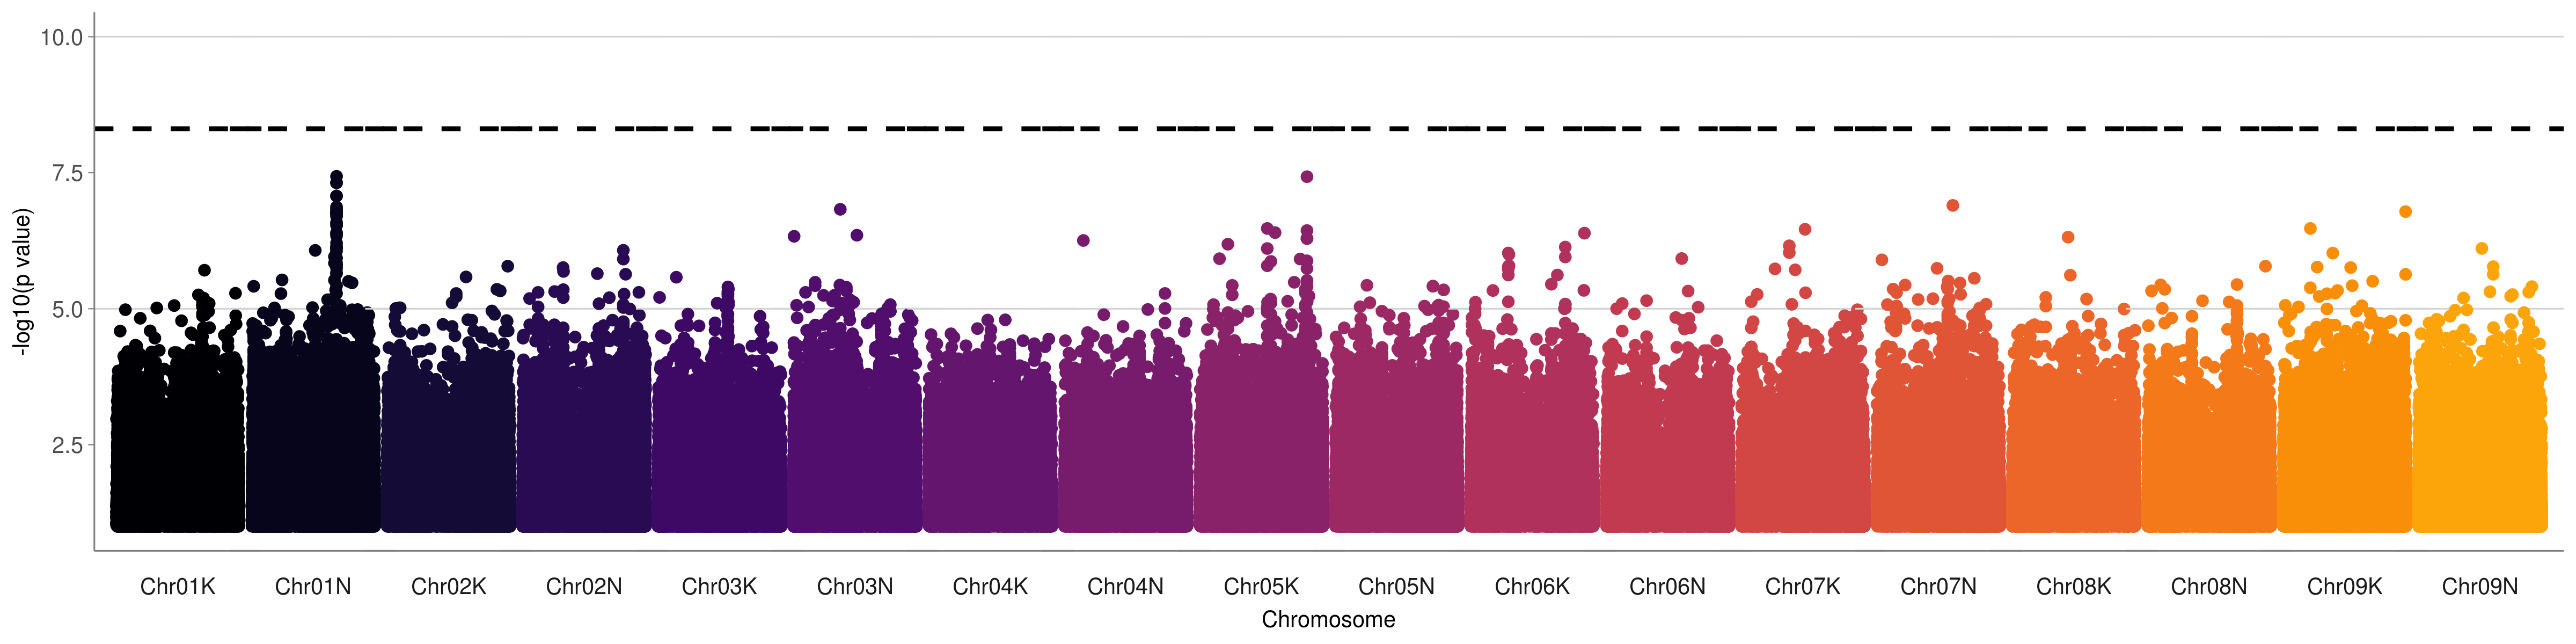 -log10(p value)
10.0
7.5
5.0
2.5
Chr01K Chr01N Chr02K Chr02N Chr03K Chr03N Chr04K Chr04N Chr05K Chr05N Chr06K Chr06N Chr07K Chr07N Chr08K Chr08N Chr09K Chr09N
Chromosome